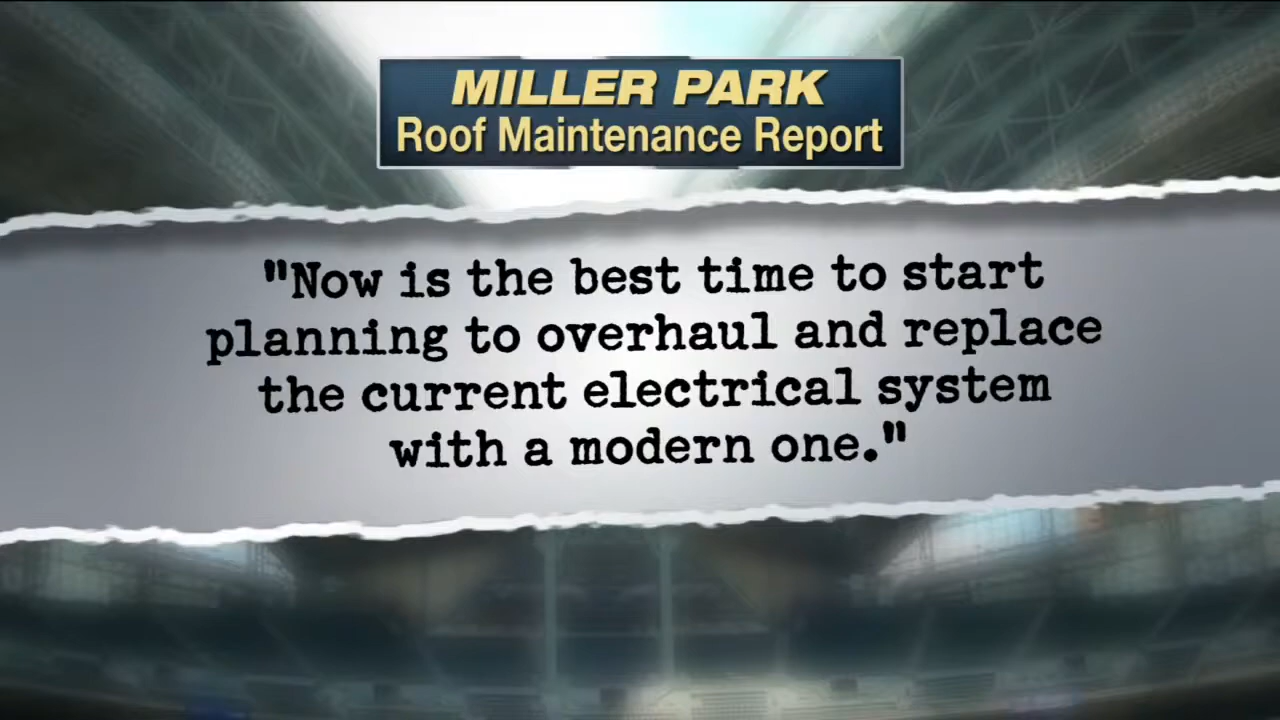 MILLER PARK
Roof Maintenance Report
"Now is the best time to start
planning to overhaul and replace
the current electrical system
with a modern one."